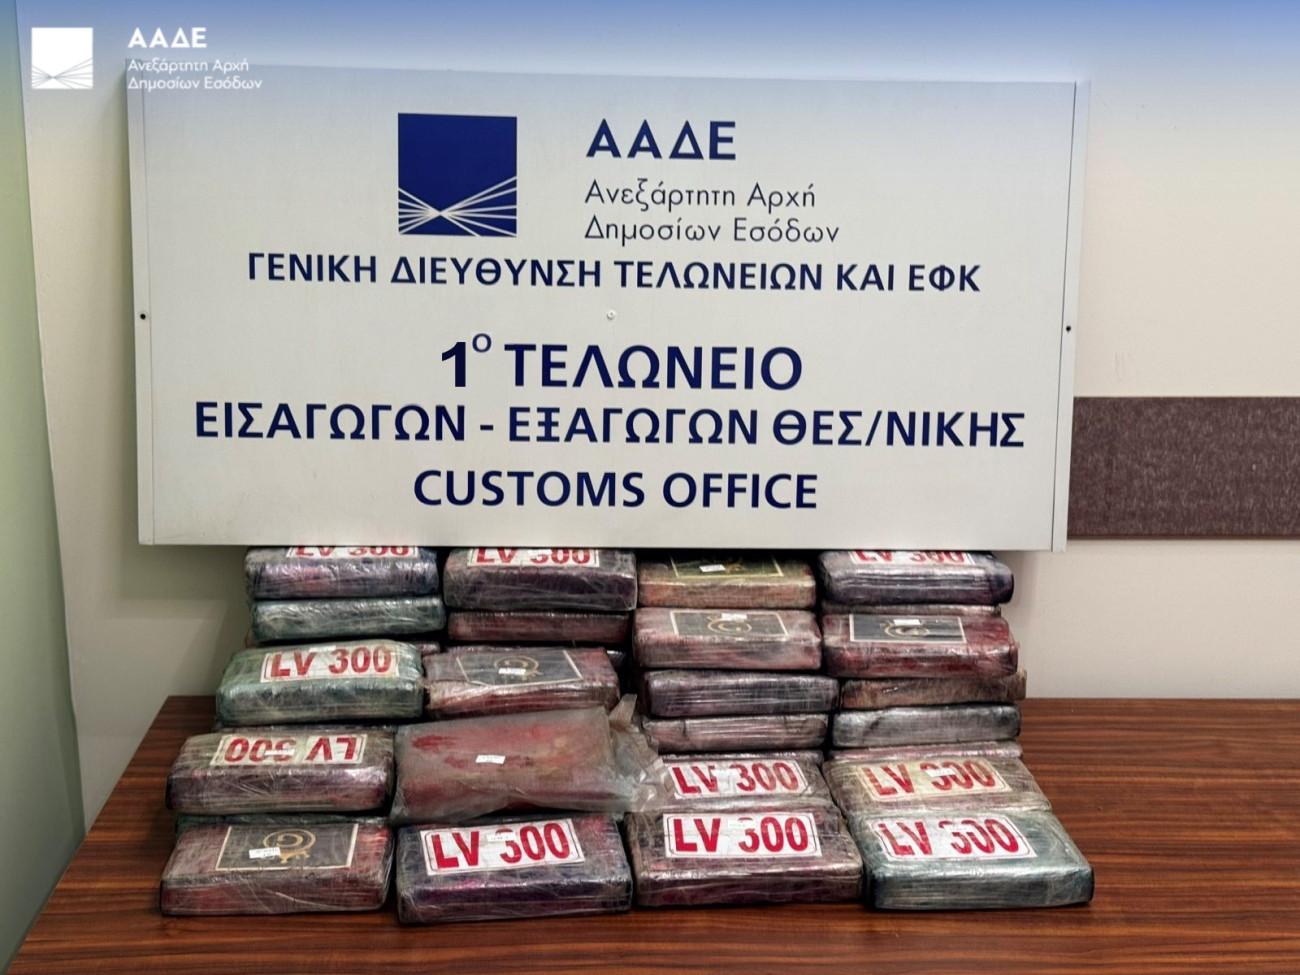 ΑΑΔΕ
Ανεξάρτητη Αρχή
Δημοσίων Εσόδων
ΑΑΔΕ
Ανεξάρτητη Αρχή
Δημοσίων Εσόδων
ΓΕΝΙΚΗ ΔΙΕΥΘΥΝΣΗ ΤΕΛΩΝΕΙΩΝ ΚΑΙ ΕΦΚ
1Ο ΤΕΛΩΝΕΙΟ
ΕΙΣΑΓΩΓΩΝ - ΕΞΑΓΩΓΩΝ ΘΕΣ/ΝΙΚΗΣ
CUSTOMS OFFICE
LV 300
LV 300
LV 300
LV 300
LV 300
LV 300
LV 300
LV 300
LV 300
LV 300